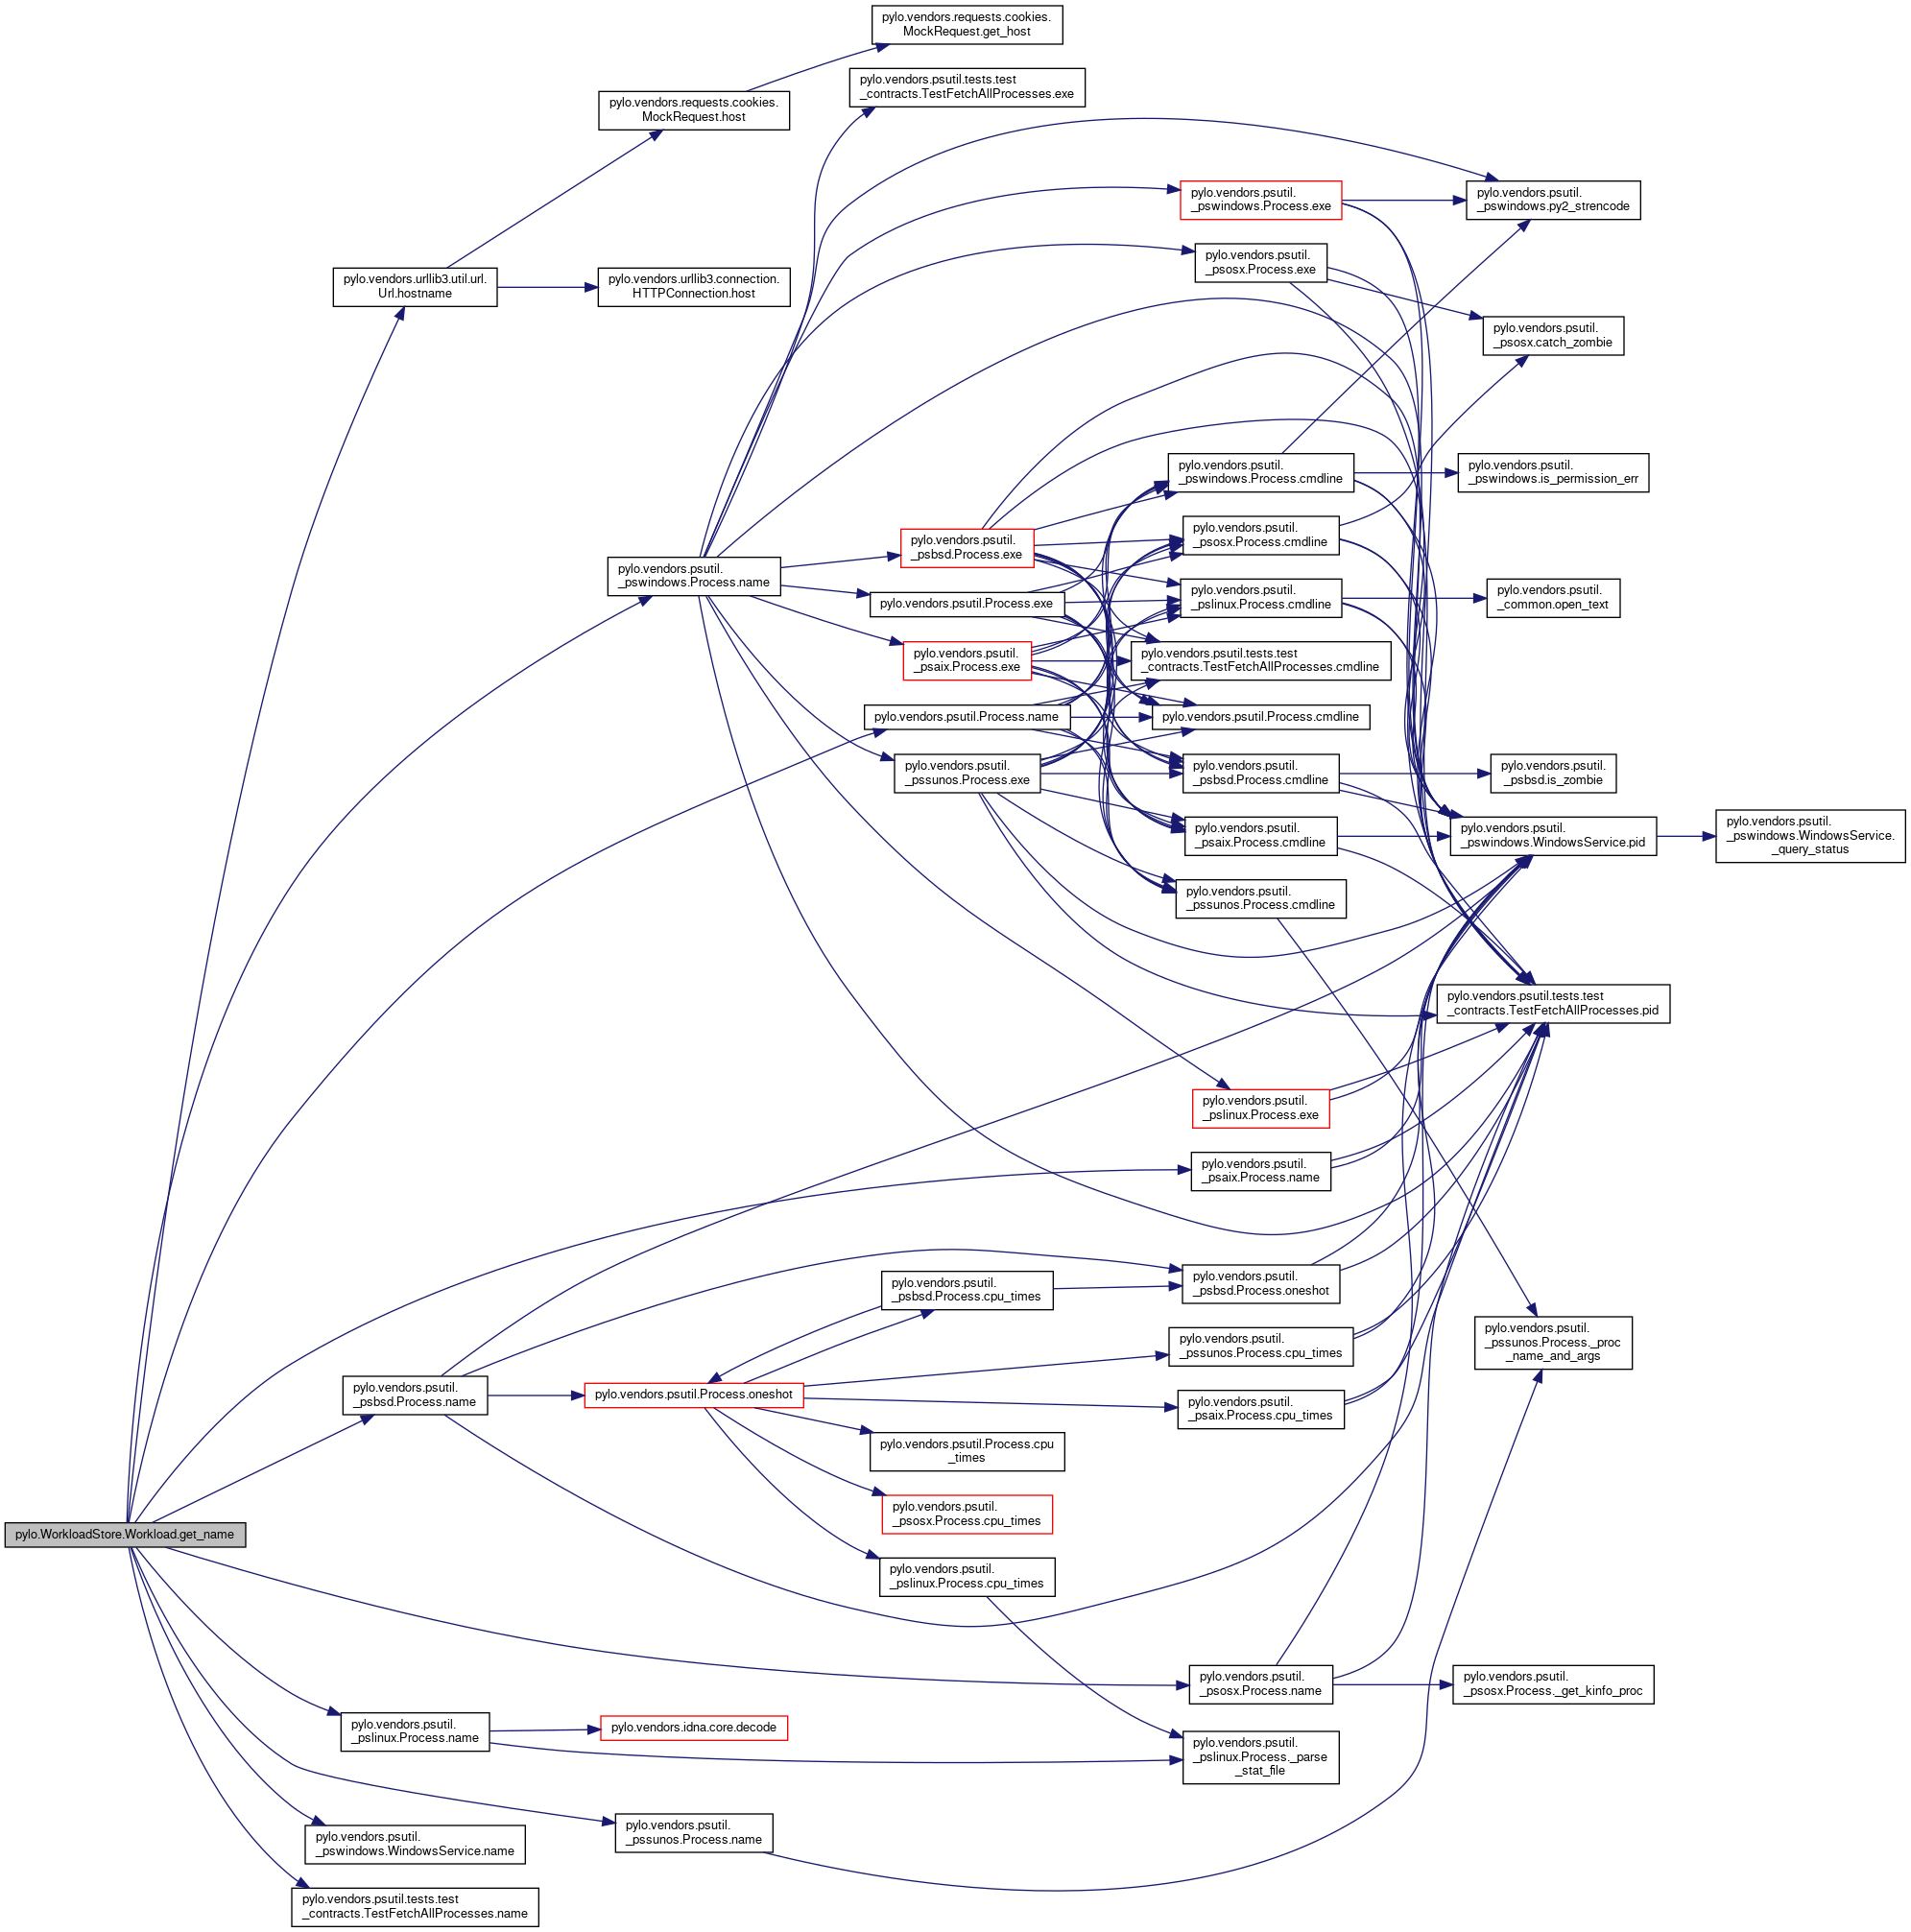 pylo.vendors.requests.cookies.
MockRequest.get_host
pylo.vendors.psutil.tests.test
_contracts.TestFetchAllProcesses.exe
pylo.vendors.requests.cookies.
MockRequest.host
pylo.vendors.psutil.
_pswindows.Process.exe
pylo.vendors.psutil.
_pswindows.py2_strencode
pylo.vendors.psutil.
_psosx.Process.exe
pylo.vendors.urllib3.util.url.
Url.hostname
pylo.vendors.urllib3.connection.
HTTPConnection.host
pylo.vendors.psutil.
_psosx.catch_zombie
pylo.vendors.psutil.
_pswindows.Process.cmdline
pylo.vendors.psutil.
_pswindows.is_permission_err
pylo.vendors.psutil.
_psbsd.Process.exe
pylo.vendors.psutil.
_psosx.Process.cmdline
pylo.vendors.psutil.
_pswindows.Process.name
pylo.vendors.psutil.Process.exe
pylo.vendors.psutil.
_pslinux.Process.cmdline
pylo.vendors.psutil.
_common.open_text
pylo.vendors.psutil.
_psaix.Process.exe
pylo.vendors.psutil.tests.test
_contracts.TestFetchAllProcesses.cmdline
pylo.vendors.psutil.Process.name
pylo.vendors.psutil.Process.cmdline
pylo.vendors.psutil.
_pssunos.Process.exe
pylo.vendors.psutil.
_psbsd.Process.cmdline
pylo.vendors.psutil.
_psbsd.is_zombie
pylo.vendors.psutil.
_psaix.Process.cmdline
pylo.vendors.psutil.
_pswindows.WindowsService.pid
pylo.vendors.psutil.
_pswindows.WindowsService.
_query_status
pylo.vendors.psutil.
_pssunos.Process.cmdline
pylo.vendors.psutil.tests.test
_contracts.TestFetchAllProcesses.pid
pylo.vendors.psutil.
_pslinux.Process.exe
pylo.vendors.psutil.
_psaix.Process.name
pylo.vendors.psutil.
_psbsd.Process.cpu_times
pylo.vendors.psutil.
_psbsd.Process.oneshot
pylo.vendors.psutil.
_pssunos.Process.cpu_times
pylo.vendors.psutil.
_pssunos.Process._proc
_name_and_args
pylo.vendors.psutil.
_psbsd.Process.name
pylo.vendors.psutil.Process.oneshot
pylo.vendors.psutil.
_psaix.Process.cpu_times
pylo.vendors.psutil.Process.cpu
_times
pylo.vendors.psutil.
_psosx.Process.cpu_times
pylo.WorkloadStore.Workload.get_name
pylo.vendors.psutil.
_pslinux.Process.cpu_times
pylo.vendors.psutil.
_psosx.Process.name
pylo.vendors.psutil.
_psosx.Process._get_kinfo_proc
pylo.vendors.psutil.
_pslinux.Process.name
pylo.vendors.idna.core.decode
pylo.vendors.psutil.
_pslinux.Process._parse
_stat_file
pylo.vendors.psutil.
_pswindows.WindowsService.name
pylo.vendors.psutil.
_pssunos.Process.name
pylo.vendors.psutil.tests.test
_contracts.TestFetchAllProcesses.name